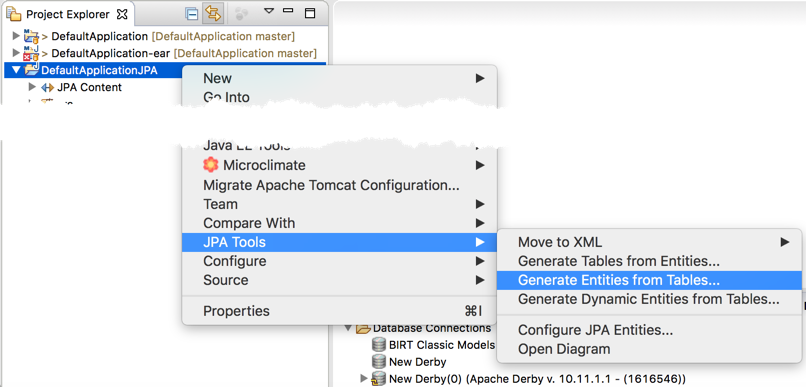 Project Explorer
> DefaultApplication [DefaultApplication master]
> DefaultApplication-ear [DefaultApplication master]
DefaultApplicationJPA
JPA Content
New
Go Into
Java EE Tools
Microclimate
Migrate Apache Tomcat Configuration...
Team
Compare With
JPA Tools
Configure
Source
Properties ⌘I
Move to XML
Generate Tables from Entities...
Generate Entities from Tables...
Generate Dynamic Entities from Tables...
Configure JPA Entities...
Open Diagram
Database Connections
BIRT Classic Models
New Derby
New Derby(0) (Apache Derby v. 10.11.1.1 - (1616546))